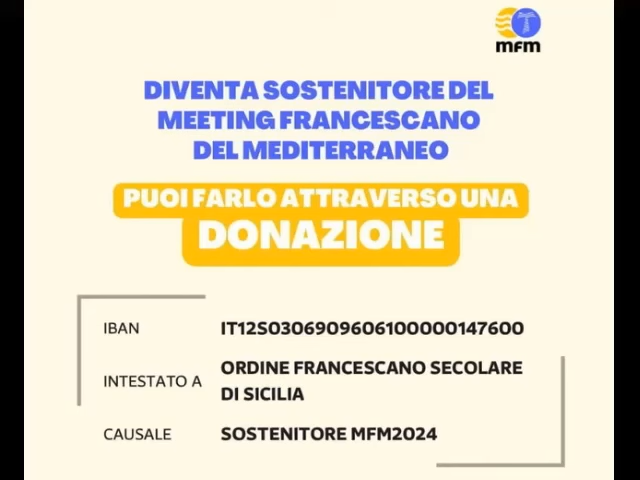 mfm
DIVENTA SOSTENITORE DEL
MEETING FRANCESCANO
DEL MEDITERRANEO
PUOI FARLO ATTRAVERSO UNA
DONAZIONE
IBAN IT12S0306909606100000147600
INTESTATO A ORDINE FRANCESCANO SECOLARE
DI SICILIA
CAUSALE SOSTENITORE MFM2024